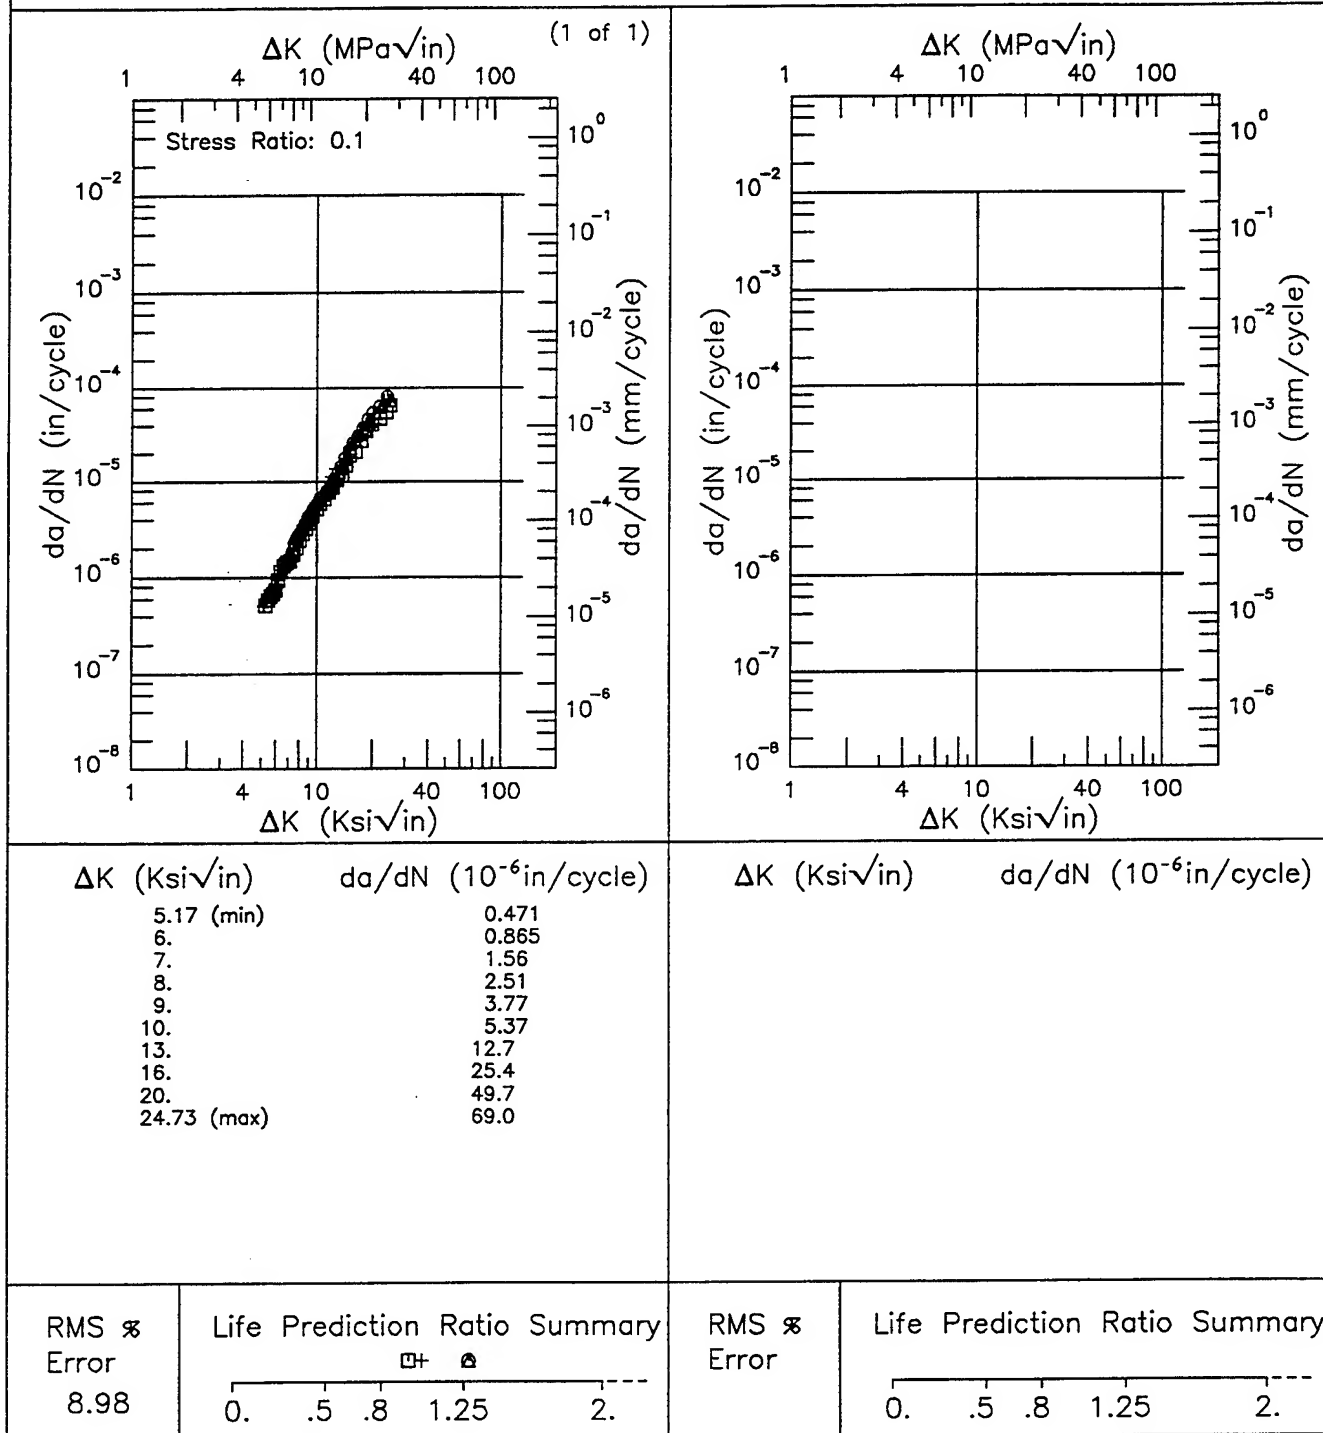 (1 of 1)
ΔK (MPa√in)
1 4 10 40 100
Stress Ratio: 0.1
10⁰
10⁻²
10⁻¹
10⁻³
10⁻²
10⁻⁴
10⁻³
10⁻⁵
10⁻⁴
10⁻⁶
10⁻⁵
10⁻⁷
10⁻⁶
10⁻⁸
da/dN (in/cycle)
da/dN (mm/cycle)
1 4 10 40 100
ΔK (Ksi√in)
ΔK (MPa√in)
1 4 10 40 100
10⁰
10⁻²
10⁻¹
10⁻³
10⁻²
10⁻⁴
10⁻³
10⁻⁵
10⁻⁴
10⁻⁶
10⁻⁵
10⁻⁷
10⁻⁶
10⁻⁸
da/dN (in/cycle)
da/dN (mm/cycle)
1 4 10 40 100
ΔK (Ksi√in)
ΔK (Ksi√in) da/dN (10⁻⁶in/cycle)
5.17 (min) 0.471
6. 0.865
7. 1.56
8. 2.51
9. 3.77
10. 5.37
13. 12.7
16. 25.4
20. 49.7
24.73 (max) 69.0
ΔK (Ksi√in) da/dN (10⁻⁶in/cycle)
RMS %
Error
8.98
Life Prediction Ratio Summary
0. .5 .8 1.25 2.
RMS %
Error
Life Prediction Ratio Summary
0. .5 .8 1.25 2.